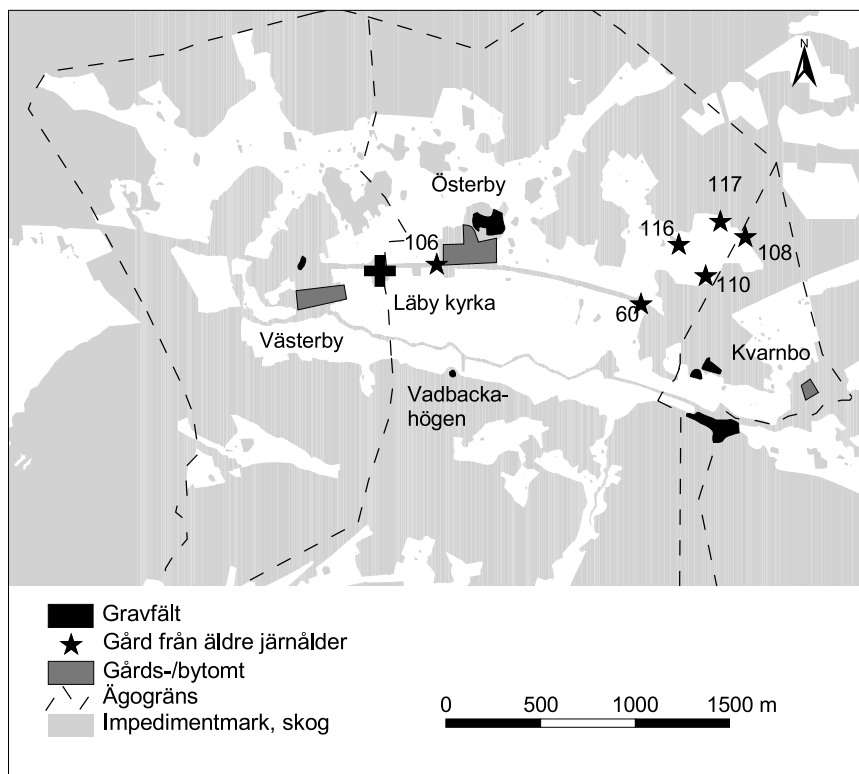 N
Österby
117
116
106
108
110
Läby kyrka
60
Västerby
Kvarnbo
Vadbacka-
högen
Gravfält
Gård från äldre järnålder
Gårds-/bytomt
Ägogräns
Impedimentmark, skog
0 500 1000 1500 m